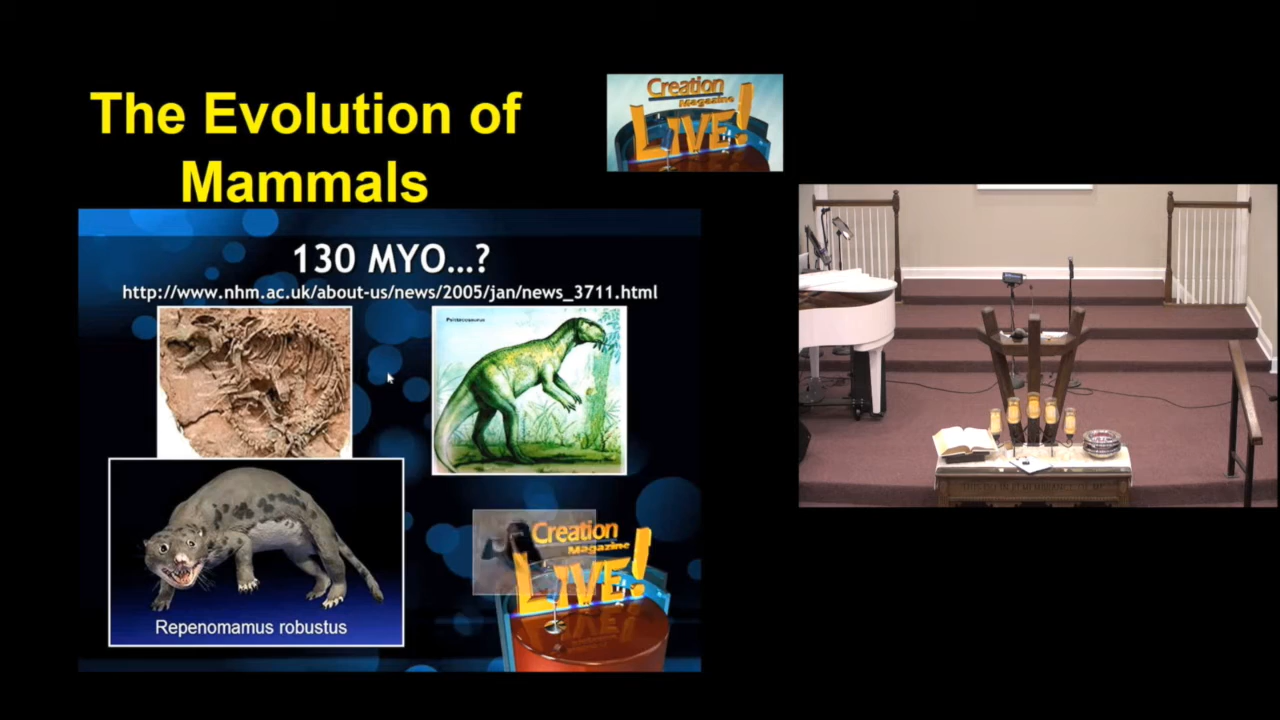 The Evolution of
Mammals
Creation
Magazine
LIVE!
130 MYO...?
http://www.nhm.ac.uk/about-us/news/2005/jan/news_3711.html
Psittacosaurus
Repenomamus robustus
Creation
Magazine
LIVE!